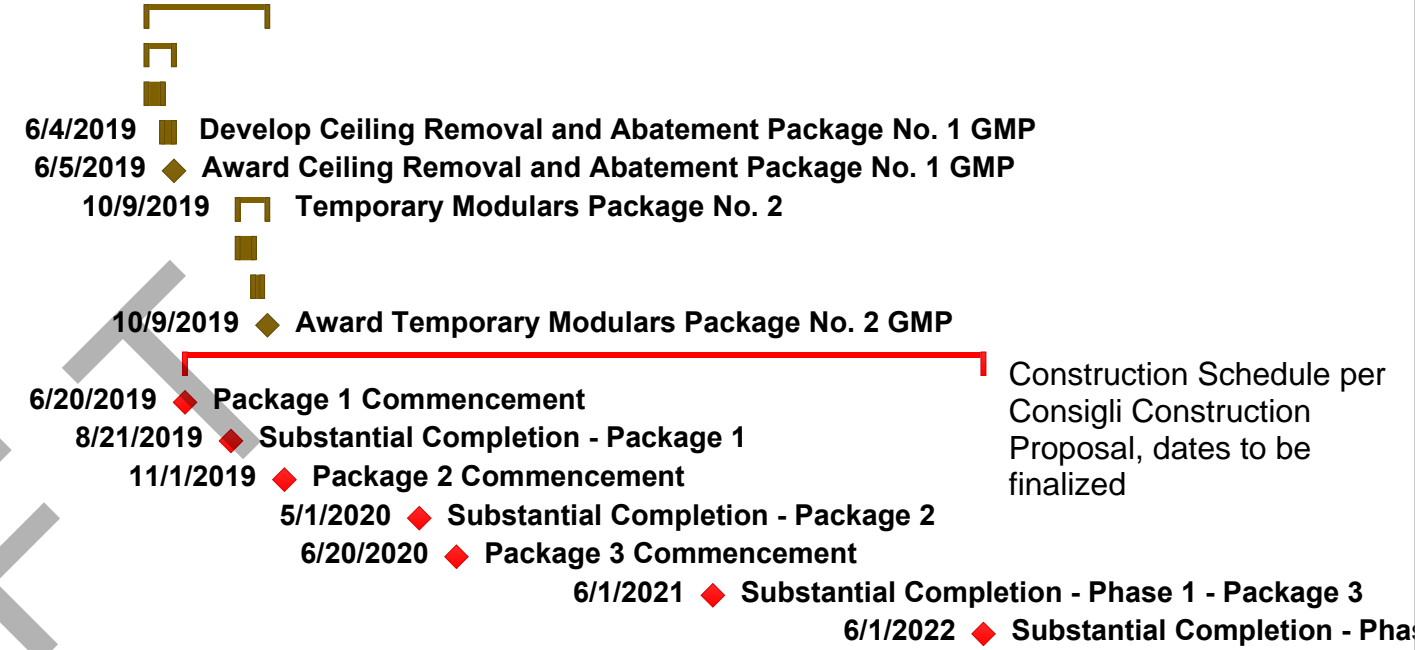 6/4/2019 Develop Ceiling Removal and Abatement Package No. 1 GMP
6/5/2019 Award Ceiling Removal and Abatement Package No. 1 GMP
10/9/2019 Temporary Modulars Package No. 2
10/9/2019 Award Temporary Modulars Package No. 2 GMP
Construction Schedule per
Consigli Construction
Proposal, dates to be
finalized
6/20/2019 Package 1 Commencement
8/21/2019 Substantial Completion - Package 1
11/1/2019 Package 2 Commencement
5/1/2020 Substantial Completion - Package 2
6/20/2020 Package 3 Commencement
6/1/2021 Substantial Completion - Phase 1 - Package 3
6/1/2022 Substantial Completion -